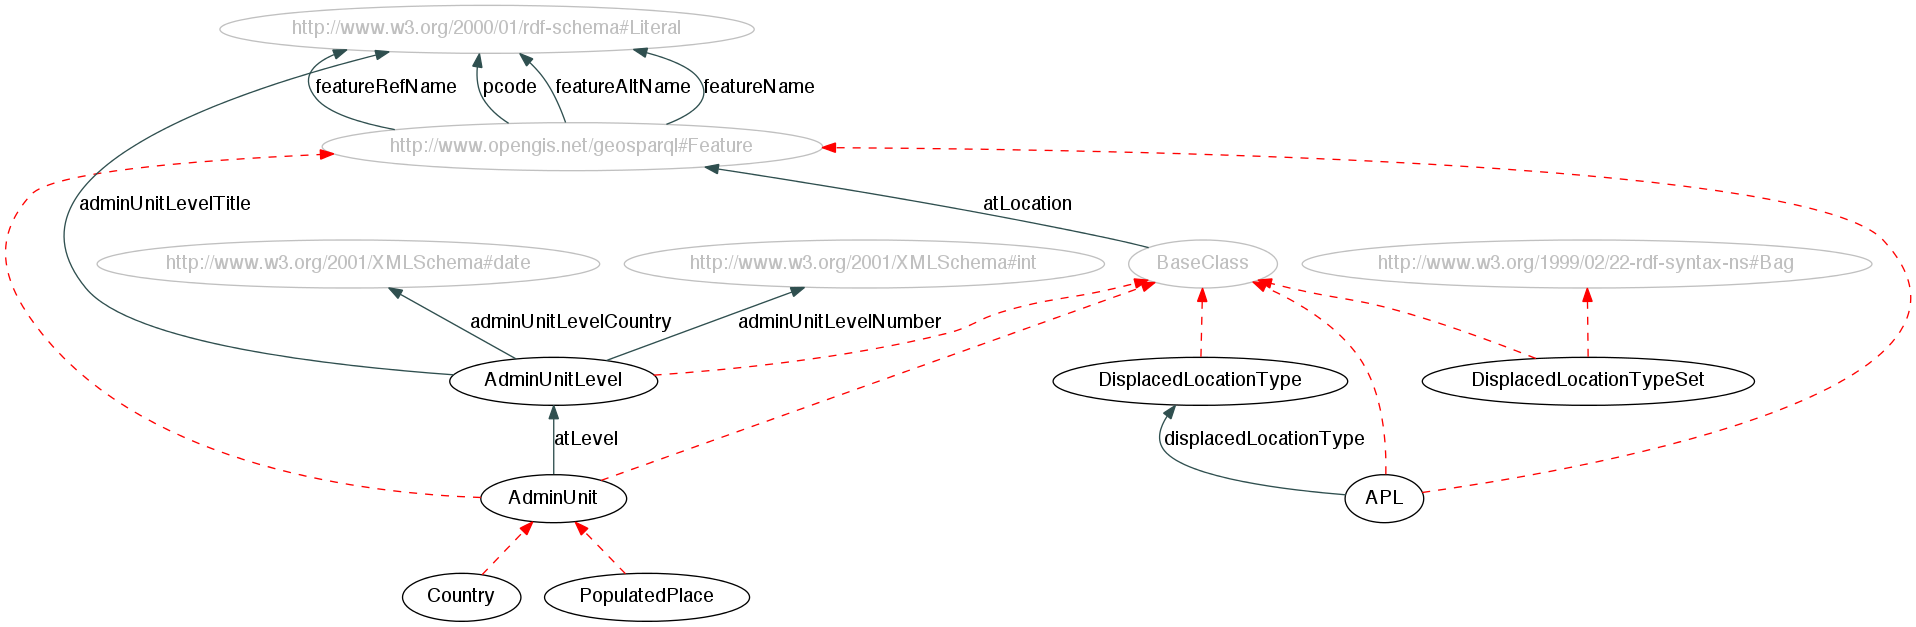 http://www.w3.org/2000/01/rdf-schema#Literal
featureRefName
pcode
featureAltName
featureName
http://www.opengis.net/geosparql#Feature
adminUnitLevelTitle
atLocation
http://www.w3.org/2001/XMLSchema#date
http://www.w3.org/2001/XMLSchema#int
BaseClass
http://www.w3.org/1999/02/22-rdf-syntax-ns#Bag
adminUnitLevelCountry
adminUnitLevelNumber
AdminUnitLevel
DisplacedLocationType
DisplacedLocationTypeSet
atLevel
displacedLocationType
AdminUnit
APL
Country
PopulatedPlace